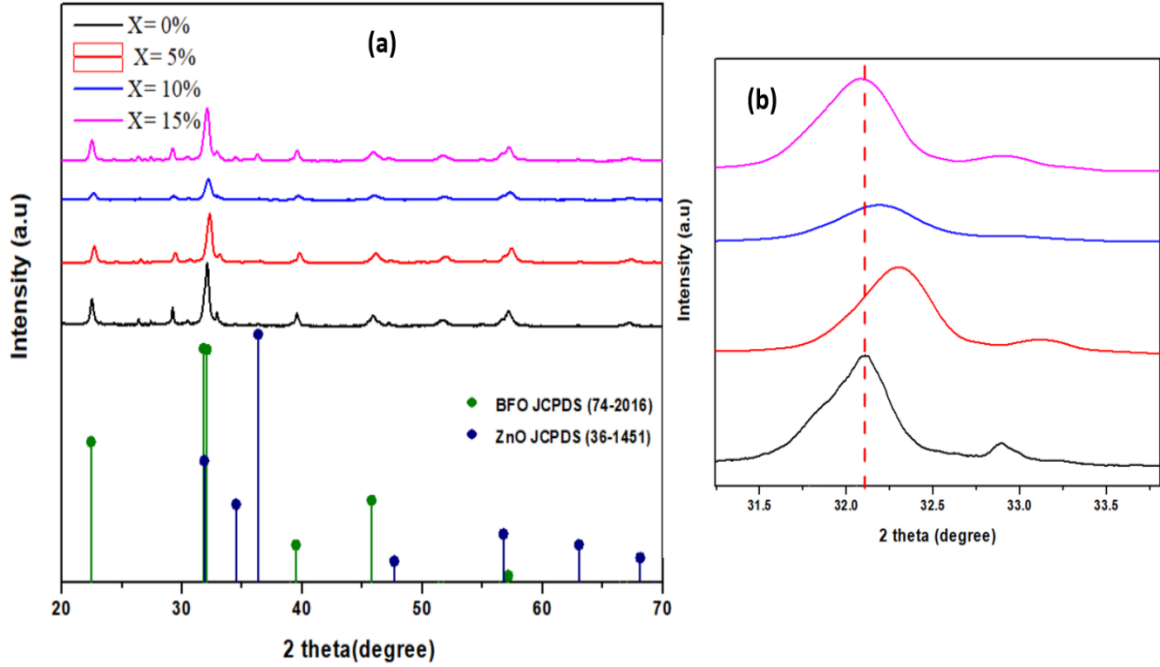 X= 0%
X= 5%
X= 10%
X= 15%
(a)
Intensity (a.u)
BFO JCPDS (74-2016)
ZnO JCPDS (36-1451)
20 30 40 50 60 70
2 theta(degree)
(b)
Intensity (a.u)
31.5 32.0 32.5 33.0 33.5
2 theta (degree)